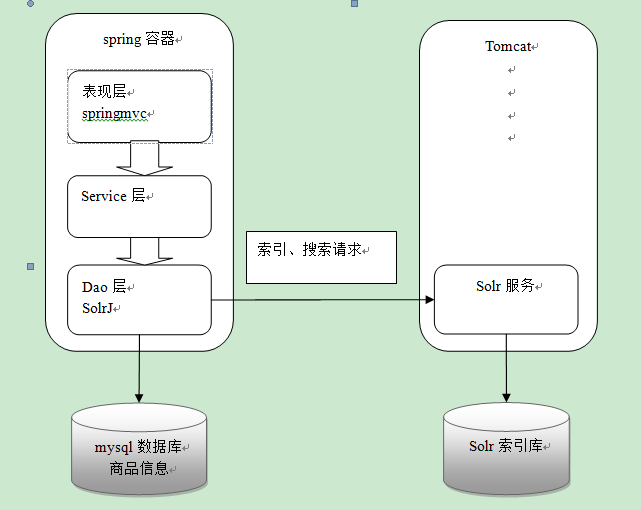 spring 容器
表现层
springmvc
Service 层
Dao 层
SolrJ
mysql 数据库
商品信息
索引、搜索请求
Tomcat
Solr 服务
Solr 索引库